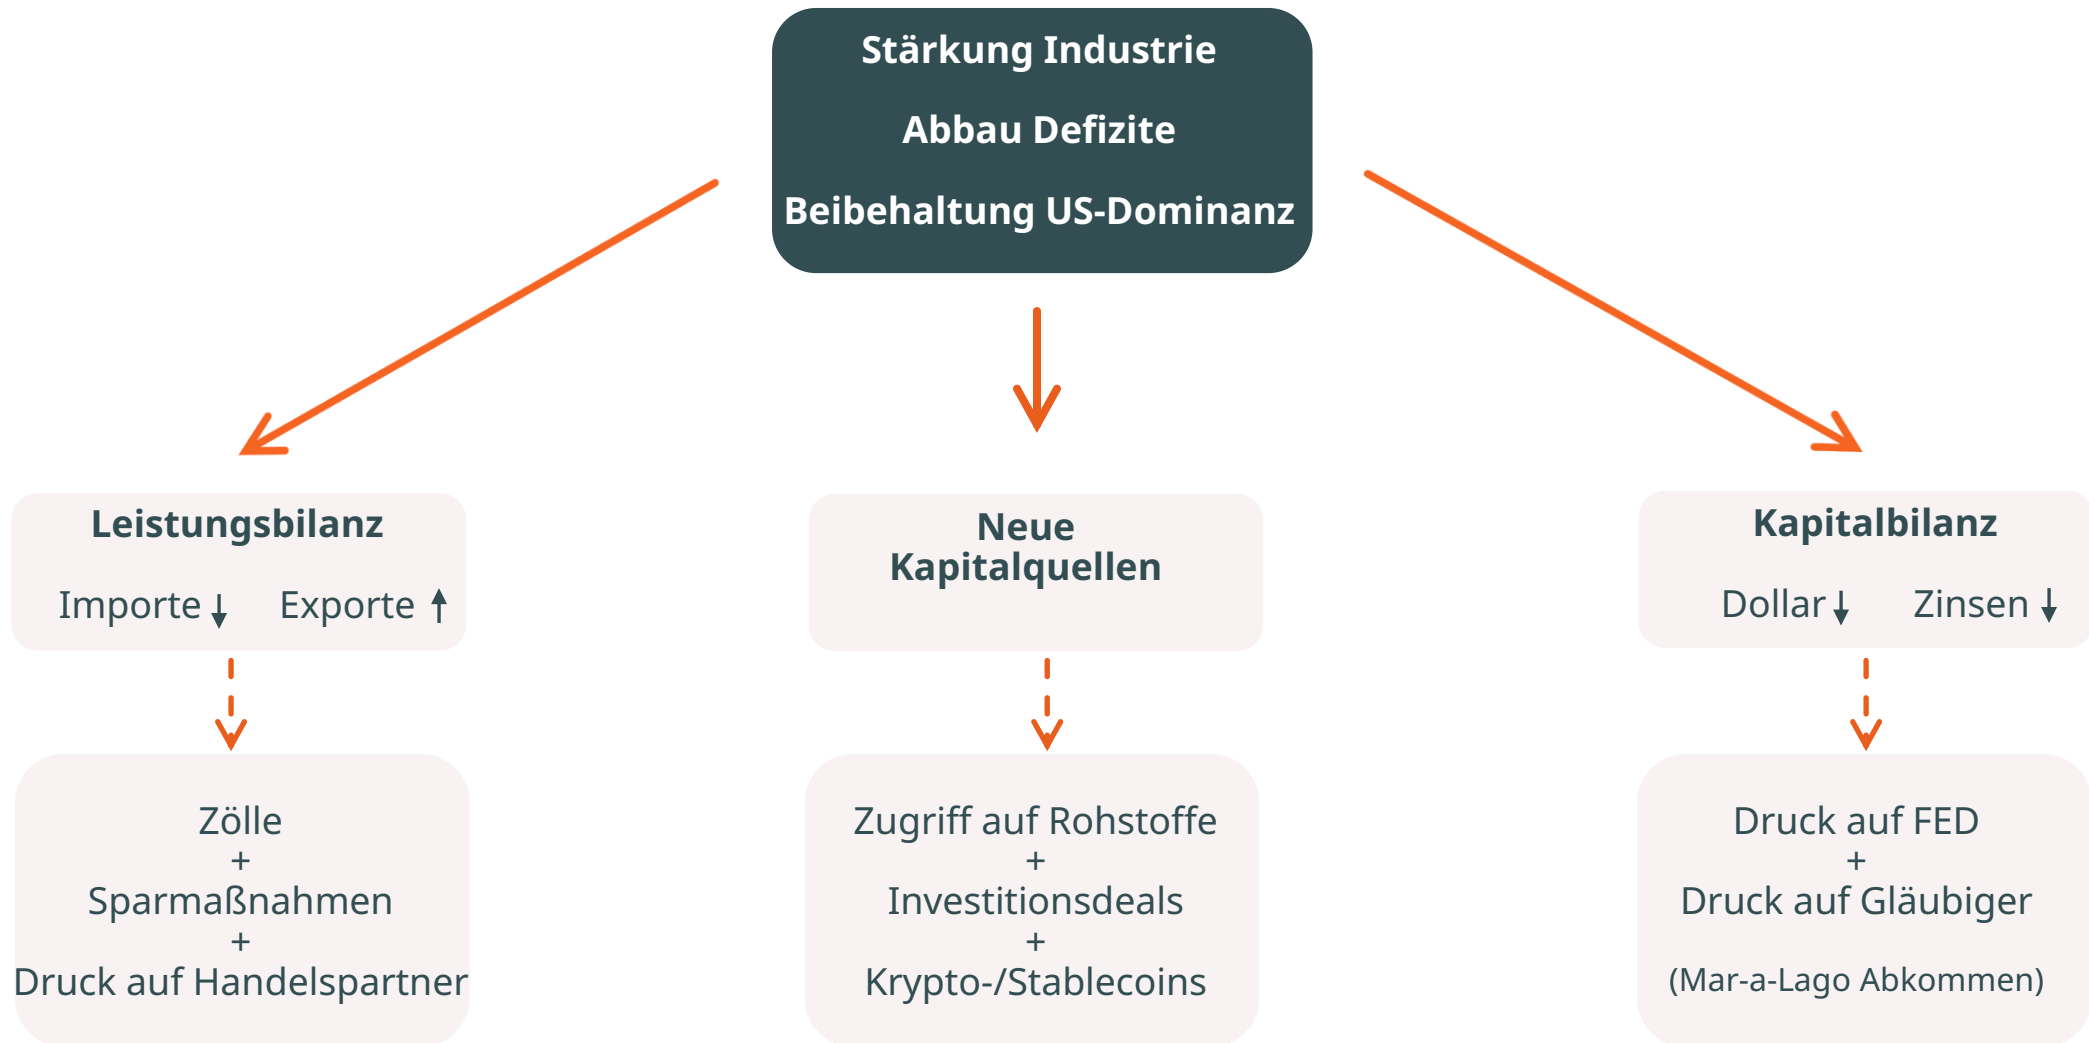 Stärkung Industrie
Abbau Defizite
Beibehaltung US-Dominanz
Leistungsbilanz
Importe Exporte
Zölle
+
Sparmaßnahmen
+
Druck auf Handelspartner
Neue
Kapitalquellen
Zugriff auf Rohstoffe
+
Investitionsdeals
+
Krypto-/Stablecoins
Kapitalbilanz
Dollar Zinsen
Druck auf FED
+
Druck auf Gläubiger
(Mar-a-Lago Abkommen)